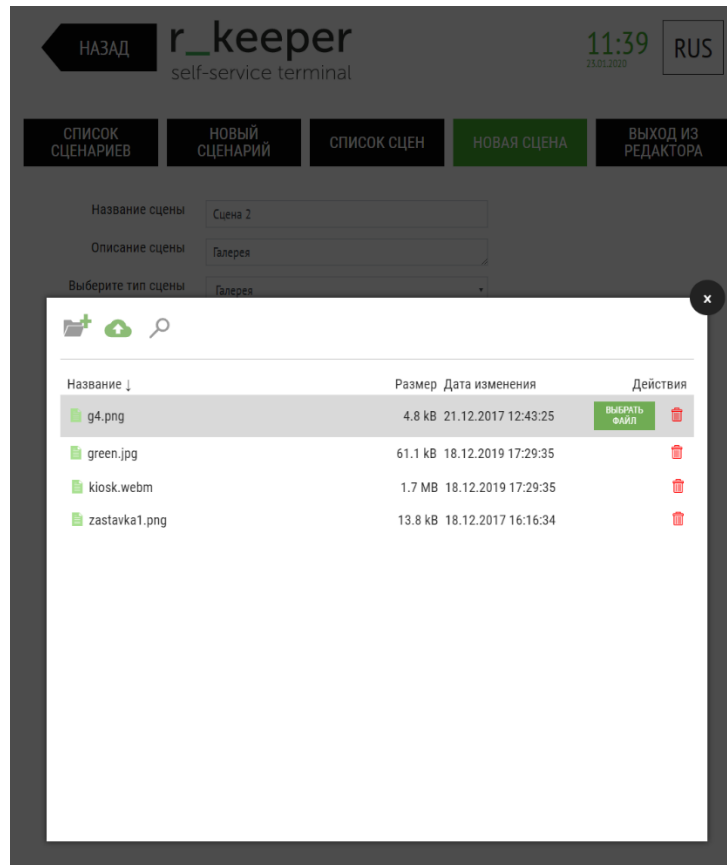 НАЗАД
r_keeper
self-service terminal
11:39
23.01.2020
RUS
СПИСОК СЦЕНАРИЕВ
НОВЫЙ СЦЕНАРИЙ
СПИСОК СЦЕН
НОВАЯ СЦЕНА
ВЫХОД ИЗ РЕДАКТОРА
Название сцены Сцена 2
Описание сцены Галерея
Выберите тип сцены Галерея
x
Название ↓ Размер Дата изменения Действия
g4.png 4.8 kB 21.12.2017 12:43:25 ВЫБРАТЬ ФАЙЛ
green.jpg 61.1 kB 18.12.2019 17:29:35
kiosk.webm 1.7 MB 18.12.2019 17:29:35
zastavka1.png 13.8 kB 18.12.2017 16:16:34